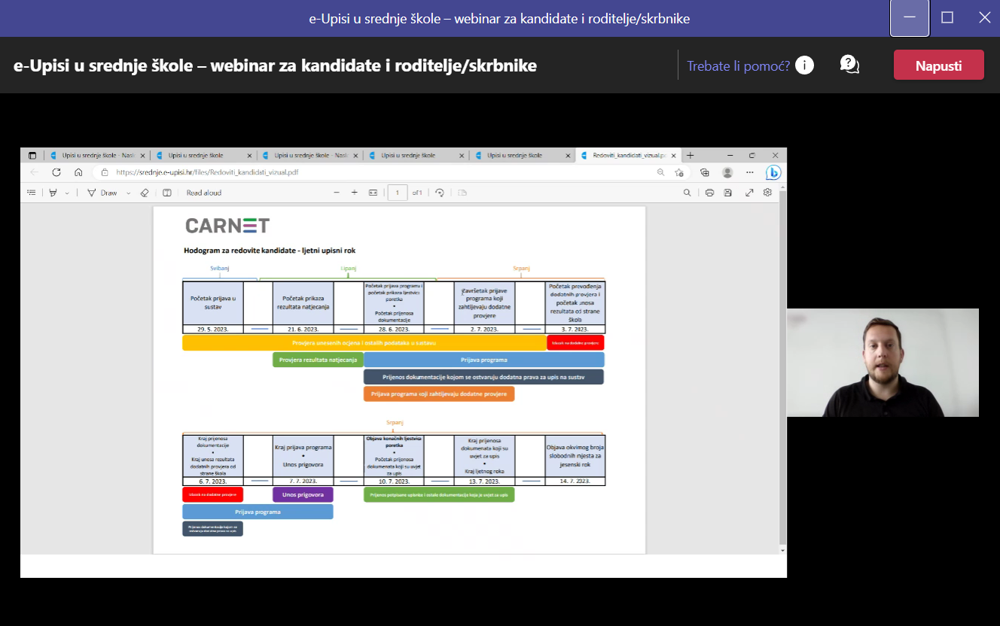 e-Upisi u srednje škole – webinar za kandidate i roditelje/skrbnike
e-Upisi u srednje škole – webinar za kandidate i roditelje/skrbnike
Trebate li pomoć?
Napusti
Upisi u srednje škole - Nasl
Upisi u srednje škole
Upisi u srednje škole - Nasl
Upisi u srednje škole
Upisi u srednje škole
Redoviti_kandidati_vizual.p
https://srednje.e-upisi.hr/files/Redoviti_kandidati_vizual.pdf
Draw
Read aloud
1
of 1
CARNET
Hodogram za redovite kandidate - ljetni upisni rok
Svibanj
Lipanj
Srpanj
Početak prijava u
sustav
29. 5. 2023.
Početak prikaza
rezultata natjecanja
21. 6. 2023.
Početak prijava programa i
početak prikaza ljestvica
poretka
•
Početak prijenosa
dokumentacije
28. 6. 2023.
Završetak prijave
programa koji
zahtijevaju dodatne
provjere
2. 7. 2023.
Početak provođenja
dodatnih provjera i
početak unosa
rezultata od strane
škola
3. 7. 2023.
Provjera unesenih ocjena i ostalih podataka u sustavu
Izlazak na dodatne provjere
Provjera rezultata natjecanja
Prijava programa
Prijenos dokumentacije kojom se ostvaruju dodatna prava za upis na sustav
Prijava programa koji zahtijevaju dodatne provjere
Srpanj
Kraj prijenosa
dokumentacije
•
Kraj unosa rezultata
dodatnih provjera od
strane škola
6. 7. 2023.
Kraj prijava programa
•
Unos prigovora
7. 7. 2023.
Objava konačnih ljestvica
poretka
•
Početak prijenosa
dokumenata koji su uvjet
za upis
10. 7. 2023.
Kraj prijenosa
dokumenata koji su
uvjet za upis
•
Kraj ljetnog roka
13. 7. 2023.
Objava okvirnog broja
slobodnih mjesta za
jesenski rok
14. 7. 2023.
Izlazak na dodatne provjere
Unos prigovora
Prijenos potpisane upisnice i ostale dokumentacije koja je uvjet za upis
Prijava programa
Prijenos dokumentacije kojom se
ostvaruju dodatna prava za upis